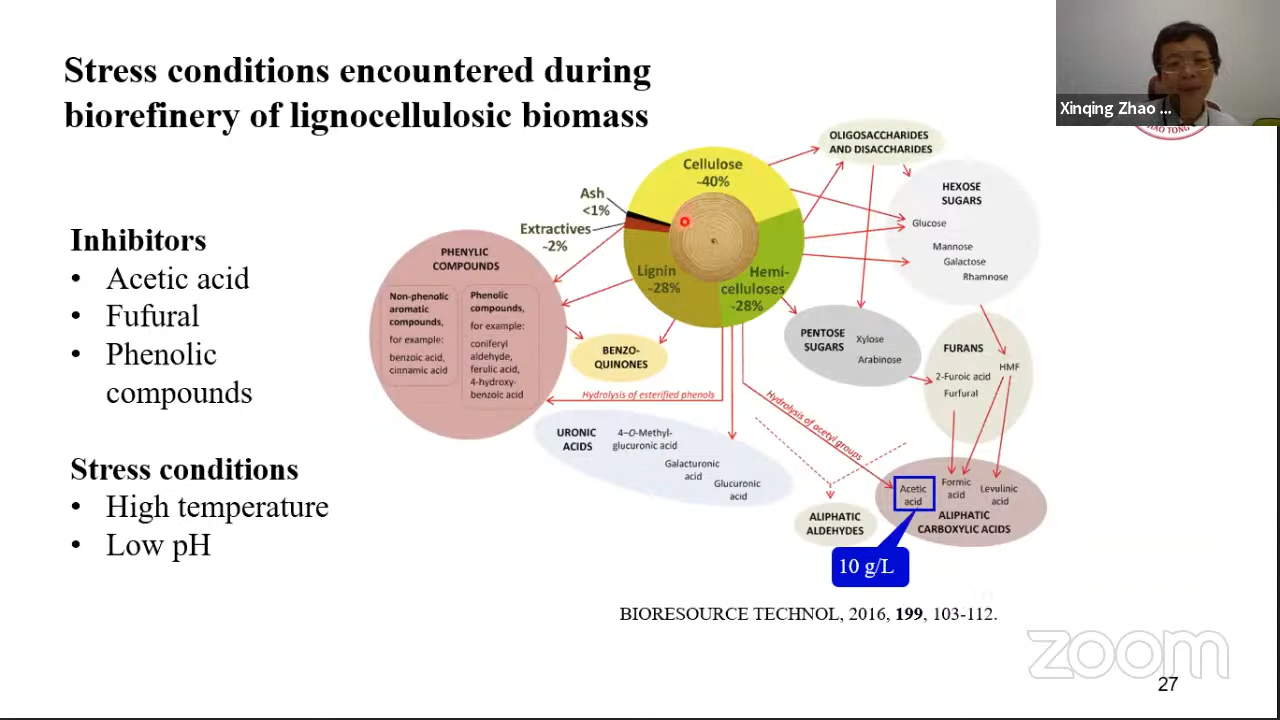 Stress conditions encountered during
biorefinery of lignocellulosic biomass
Xinqing Zhao ...
HAO TONG
Inhibitors
• Acetic acid
• Fufural
• Phenolic
compounds
Stress conditions
• High temperature
• Low pH
Cellulose
~40%
Ash
<1%
Extractives
~2%
Lignin
~28%
Hemi-
celluloses
~28%
OLIGOSACCHARIDES
AND DISACCHARIDES
HEXOSE
SUGARS
Glucose
Mannose
Galactose
Rhamnose
PHENYLIC
COMPOUNDS
Non-phenolic
aromatic
compounds,
for example:
benzoic acid,
cinnamic acid
Phenolic
compounds,
for example:
coniferyl
aldehyde,
ferulic acid,
4-hydroxy-
benzoic acid
BENZO-
QUINONES
PENTOSE
SUGARS
Xylose
Arabinose
FURANS
HMF
2-Furoic acid
Furfural
Hydrolysis of esterified phenols
Hydrolysis of acetyl groups
URONIC
ACIDS
4-O-Methyl-
glucuronic acid
Galacturonic
acid
Glucuronic
acid
ALIPHATIC
ALDEHYDES
Acetic
acid
Formic
acid
Levulinic
acid
ALIPHATIC
CARBOXYLIC ACIDS
10 g/L
BIORESOURCE TECHNOL, 2016, 199, 103-112.
zoom
27